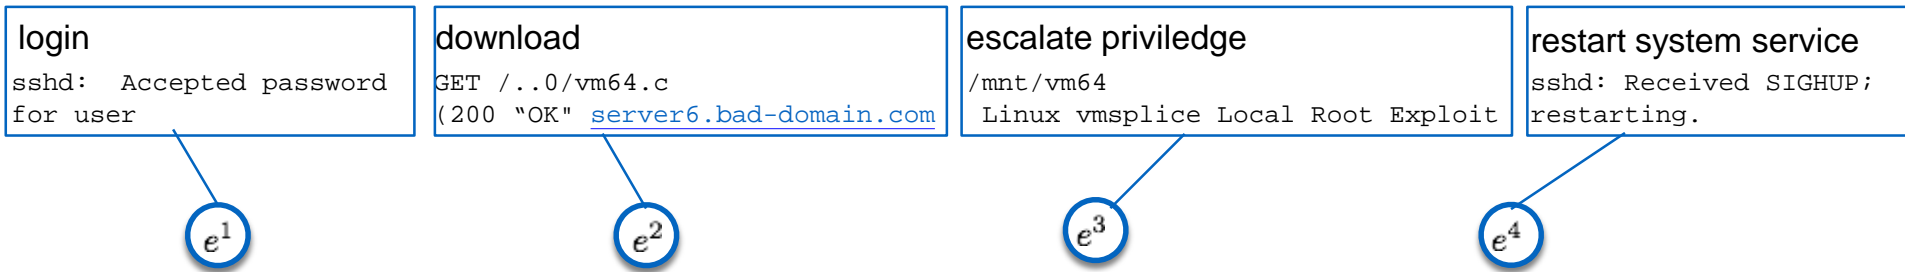 login
sshd: Accepted password
for user
download
GET /..0/vm64.c
(200 “OK" server6.bad-domain.com
escalate priviledge
/mnt/vm64
Linux vmsplice Local Root Exploit
restart system service
sshd: Received SIGHUP;
restarting.
e¹
e²
e³
e⁴